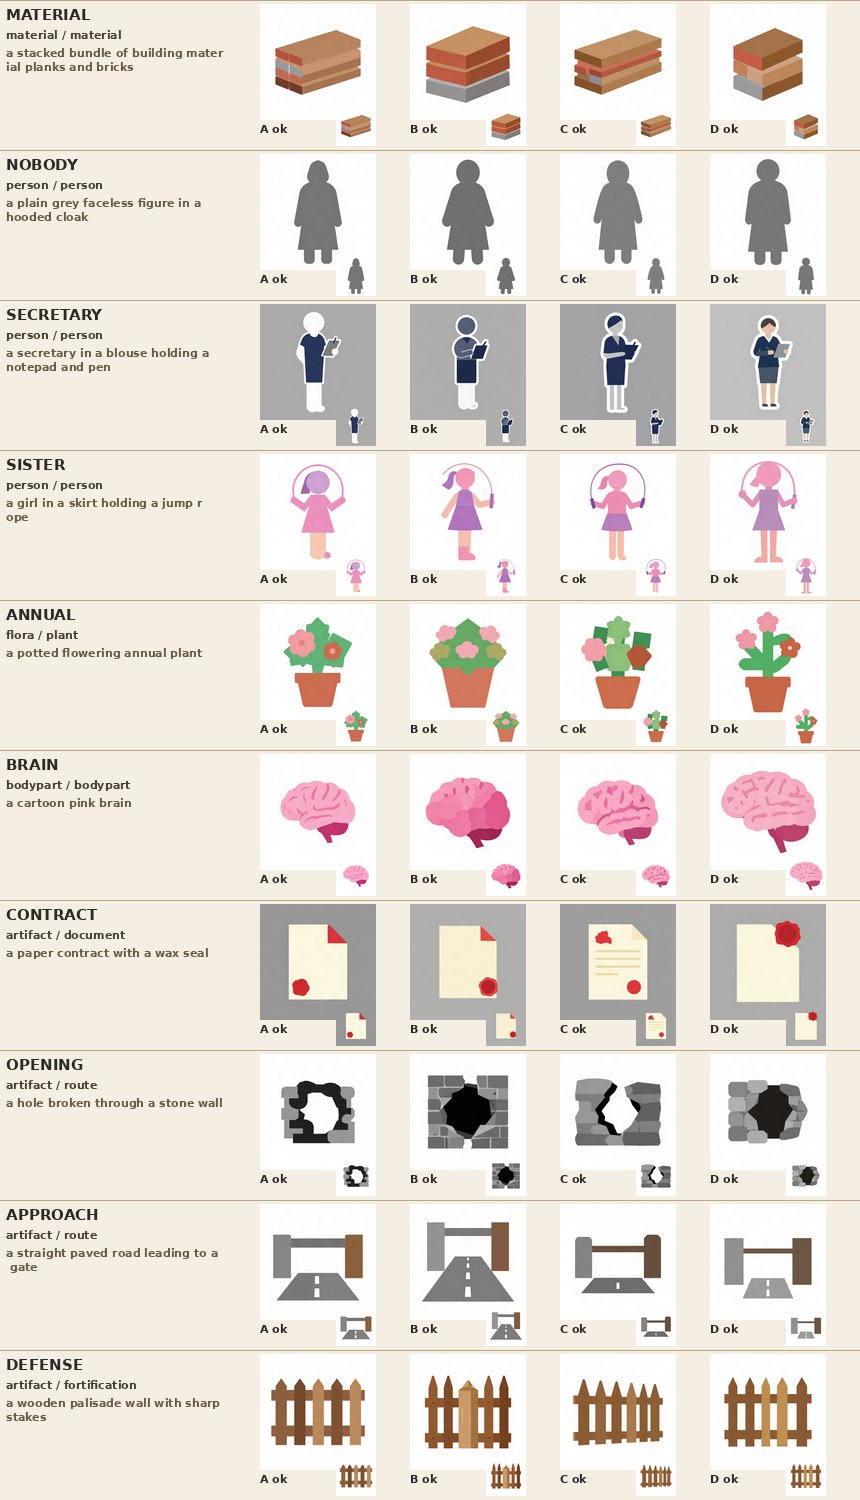 MATERIAL
material / material
a stacked bundle of building mater
ial planks and bricks
A ok
B ok
C ok
D ok
NOBODY
person / person
a plain grey faceless figure in a
hooded cloak
A ok
B ok
C ok
D ok
SECRETARY
person / person
a secretary in a blouse holding a
notepad and pen
A ok
B ok
C ok
D ok
SISTER
person / person
a girl in a skirt holding a jump r
ope
A ok
B ok
C ok
D ok
ANNUAL
flora / plant
a potted flowering annual plant
A ok
B ok
C ok
D ok
BRAIN
bodypart / bodypart
a cartoon pink brain
A ok
B ok
C ok
D ok
CONTRACT
artifact / document
a paper contract with a wax seal
A ok
B ok
C ok
D ok
OPENING
artifact / route
a hole broken through a stone wall
A ok
B ok
C ok
D ok
APPROACH
artifact / route
a straight paved road leading to a
gate
A ok
B ok
C ok
D ok
DEFENSE
artifact / fortification
a wooden palisade wall with sharp
stakes
A ok
B ok
C ok
D ok